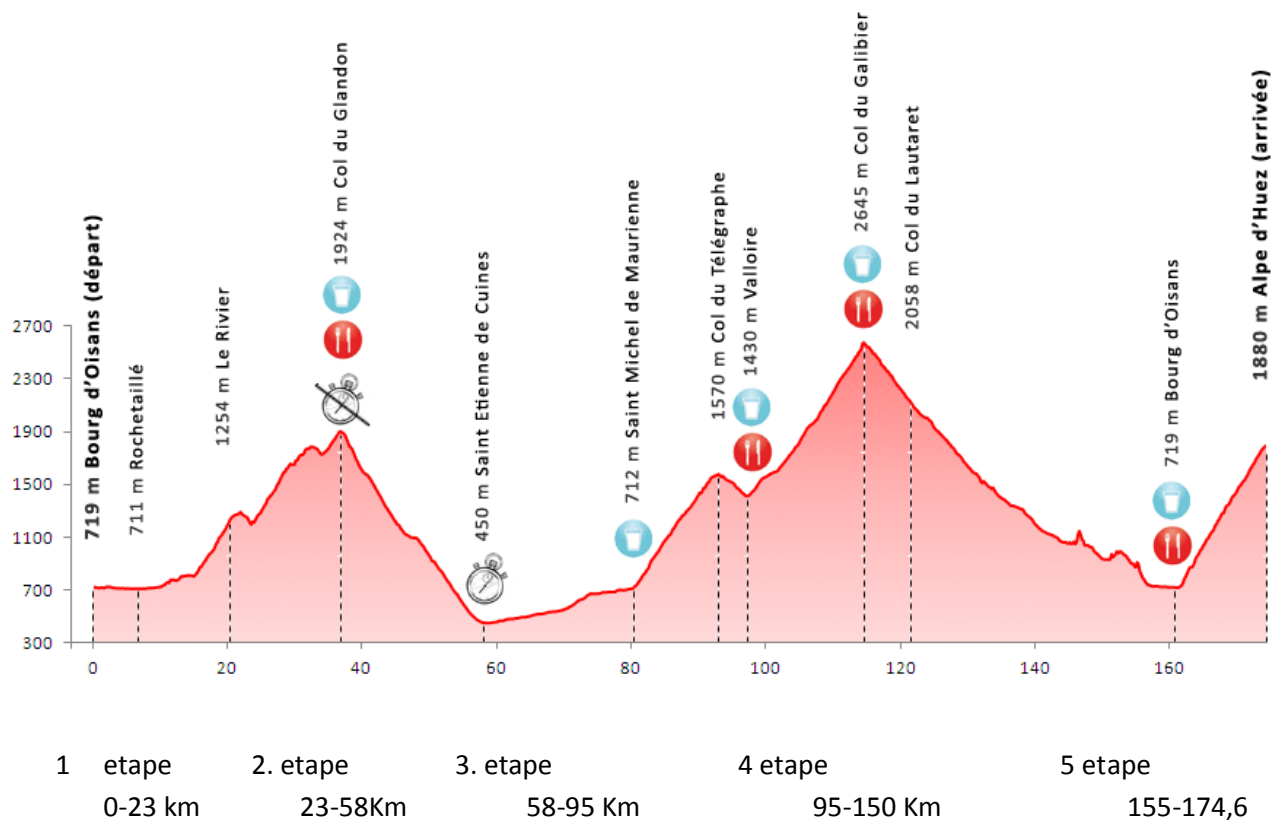 719 m Bourg d'Oisans (départ)
711 m Rochetaillé
1254 m Le Rivier
1924 m Col du Glandon
450 m Saint Etienne de Cuines
712 m Saint Michel de Maurienne
1570 m Col du Télégraphe
1430 m Valloire
2645 m Col du Galibier
2058 m Col du Lautaret
719 m Bourg d'Oisans
1880 m Alpe d'Huez (arrivée)
2700
2300
1900
1500
1100
700
300
0 20 40 60 80 100 120 140 160
1 etape 2. etape 3. etape 4 etape 5 etape
0-23 km 23-58Km 58-95 Km 95-150 Km 155-174,6